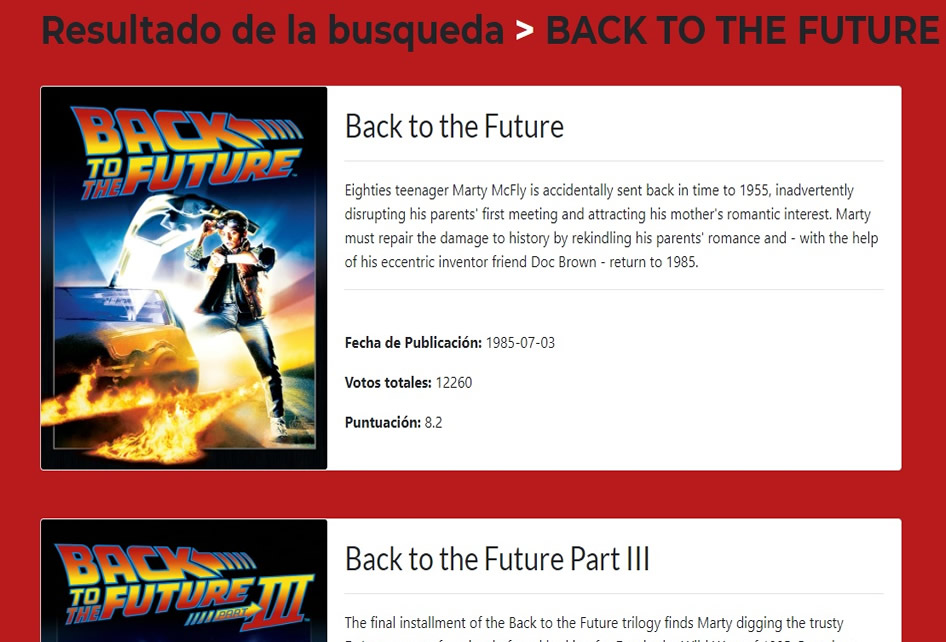 Resultado de la busqueda > BACK TO THE FUTURE
BACK
TO
THE FUTURE
Back to the Future
Eighties teenager Marty McFly is accidentally sent back in time to 1955, inadvertently
disrupting his parents' first meeting and attracting his mother's romantic interest. Marty
must repair the damage to history by rekindling his parents' romance and - with the help
of his eccentric inventor friend Doc Brown - return to 1985.
Fecha de Publicación: 1985-07-03
Votos totales: 12260
Puntuación: 8.2
BACK
TO
THE FUTURE
PART III
Back to the Future Part III
The final installment of the Back to the Future trilogy finds Marty digging the trusty